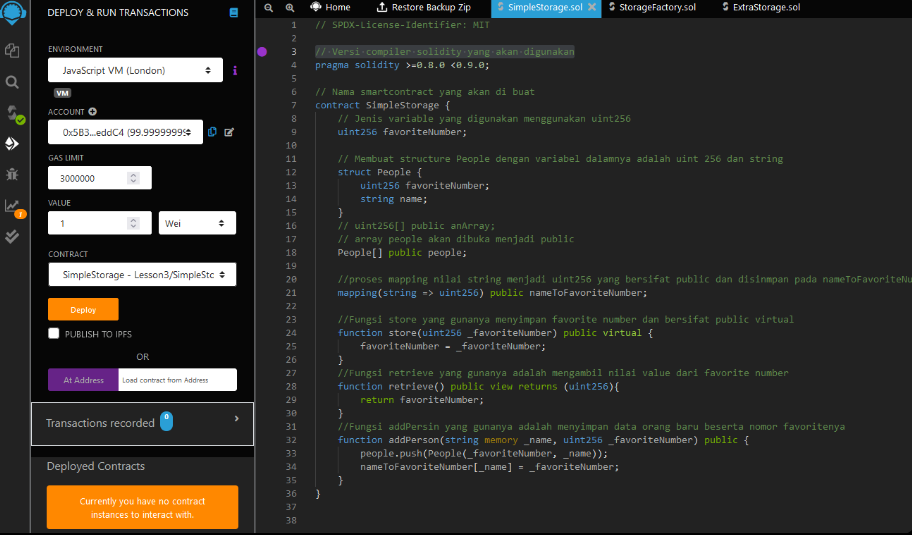 DEPLOY & RUN TRANSACTIONS
ENVIRONMENT
JavaScript VM (London)
i
VM
ACCOUNT
0x5B3...eddC4 (99.9999999
GAS LIMIT
3000000
VALUE
1
Wei
CONTRACT
SimpleStorage - Lesson3/SimpleStc
Deploy
PUBLISH TO IPFS
OR
At Address
Load contract from Address
Transactions recorded 0
Deployed Contracts
Currently you have no contract
instances to interact with.
1
Home
Restore Backup Zip
SimpleStorage.sol
StorageFactory.sol
ExtraStorage.sol
1 // SPDX-License-Identifier: MIT
2
3 // Versi compiler solidity yang akan digunakan
4 pragma solidity >=0.8.0 <0.9.0;
5
6 // Nama smartcontract yang akan di buat
7 contract SimpleStorage {
8 // Jenis variable yang digunakan menggunakan uint256
9 uint256 favoriteNumber;
10
11 // Membuat structure People dengan variabel dalamnya adalah uint 256 dan string
12 struct People {
13 uint256 favoriteNumber;
14 string name;
15 }
16 // uint256[] public anArray;
17 // array people akan dibuka menjadi public
18 People[] public people;
19
20 //proses mapping nilai string menjadi uint256 yang bersifat public dan disinmpan pada nameToFavoriteNu
21 mapping(string => uint256) public nameToFavoriteNumber;
22
23 //Fungsi store yang gunanya menyimpan favorite number dan bersifat public virtual
24 function store(uint256 _favoriteNumber) public virtual {
25 favoriteNumber = _favoriteNumber;
26 }
27 //Fungsi retrieve yang gunanya adalah mengambil nilai value dari favorite number
28 function retrieve() public view returns (uint256){
29 return favoriteNumber;
30 }
31 //Fungsi addPersin yang gunanya adalah menyimpan data orang baru beserta nomor favoritenya
32 function addPerson(string memory _name, uint256 _favoriteNumber) public {
33 people.push(People(_favoriteNumber, _name));
34 nameToFavoriteNumber[_name] = _favoriteNumber;
35 }
36 }
37
38